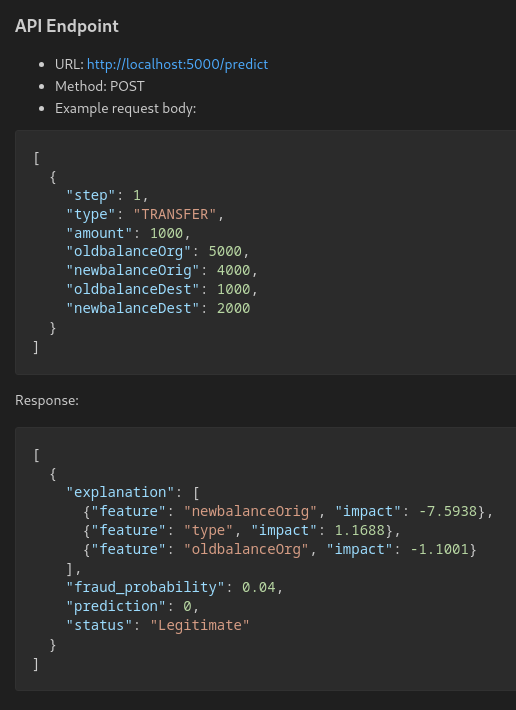 API Endpoint
• URL: http://localhost:5000/predict
• Method: POST
• Example request body:
[
  {
    "step": 1,
    "type": "TRANSFER",
    "amount": 1000,
    "oldbalanceOrg": 5000,
    "newbalanceOrig": 4000,
    "oldbalanceDest": 1000,
    "newbalanceDest": 2000
  }
]
Response:
[
  {
    "explanation": [
      {"feature": "newbalanceOrig", "impact": -7.5938},
      {"feature": "type", "impact": 1.1688},
      {"feature": "oldbalanceOrg", "impact": -1.1001}
    ],
    "fraud_probability": 0.04,
    "prediction": 0,
    "status": "Legitimate"
  }
]